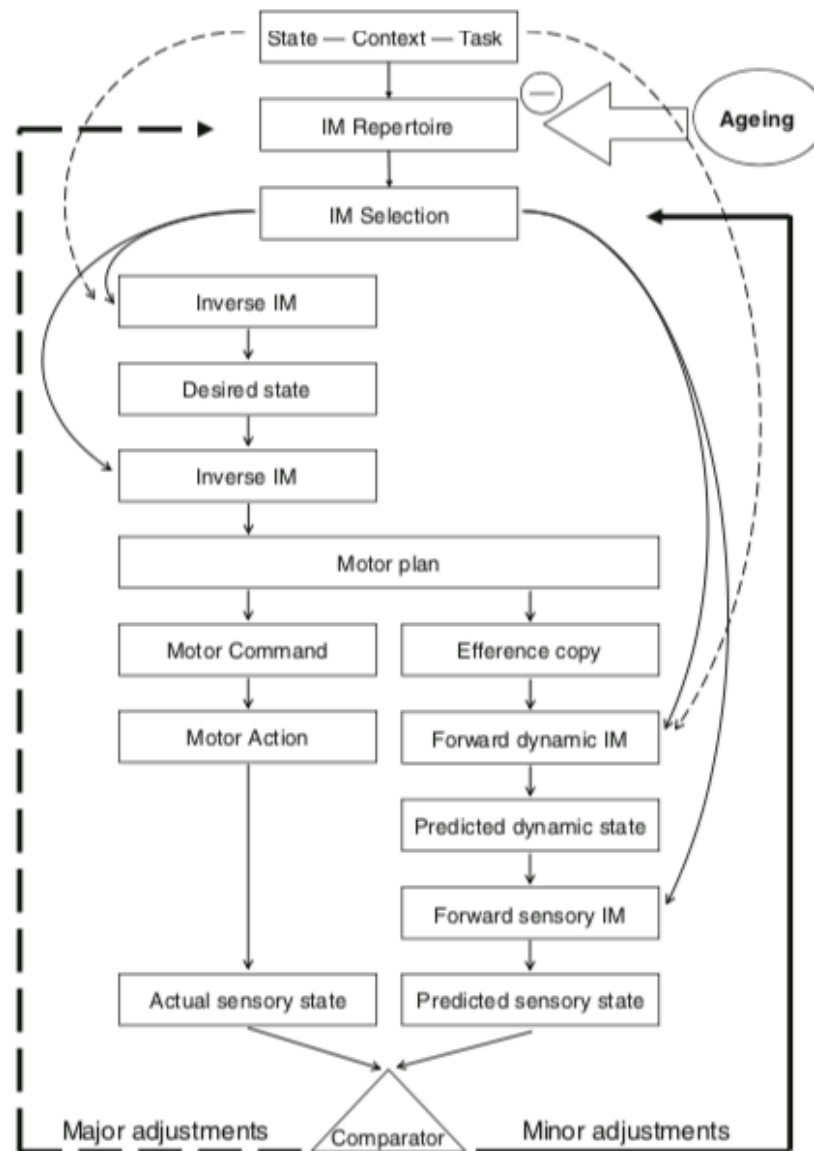 State — Context — Task
IM Repertoire
Ageing
IM Selection
Inverse IM
Desired state
Inverse IM
Motor plan
Motor Command
Efference copy
Motor Action
Forward dynamic IM
Predicted dynamic state
Forward sensory IM
Actual sensory state
Predicted sensory state
Major adjustments
Comparator
Minor adjustments